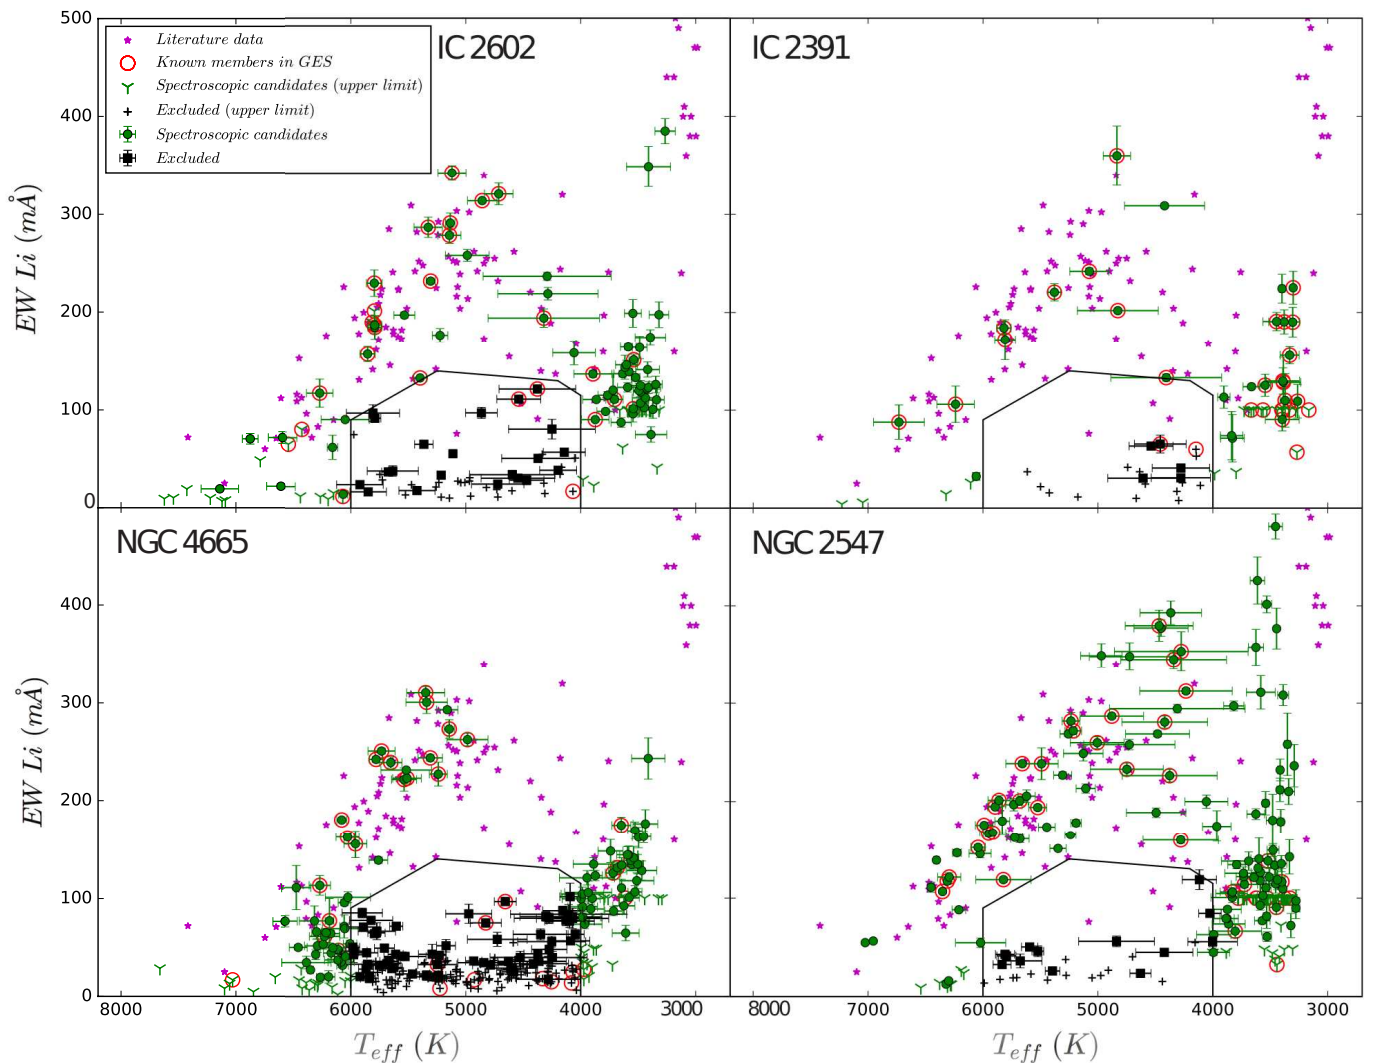 500
400
300
200
100
0
EW Li (mÅ)
Literature data
Known members in GES
Spectroscopic candidates (upper limit)
Excluded (upper limit)
Spectroscopic candidates
Excluded
IC 2602
IC 2391
NGC 4665
NGC 2547
400
300
200
100
0
EW Li (mÅ)
8000 7000 6000 5000 4000 3000
8000 7000 6000 5000 4000 3000
Teff (K)
Teff (K)